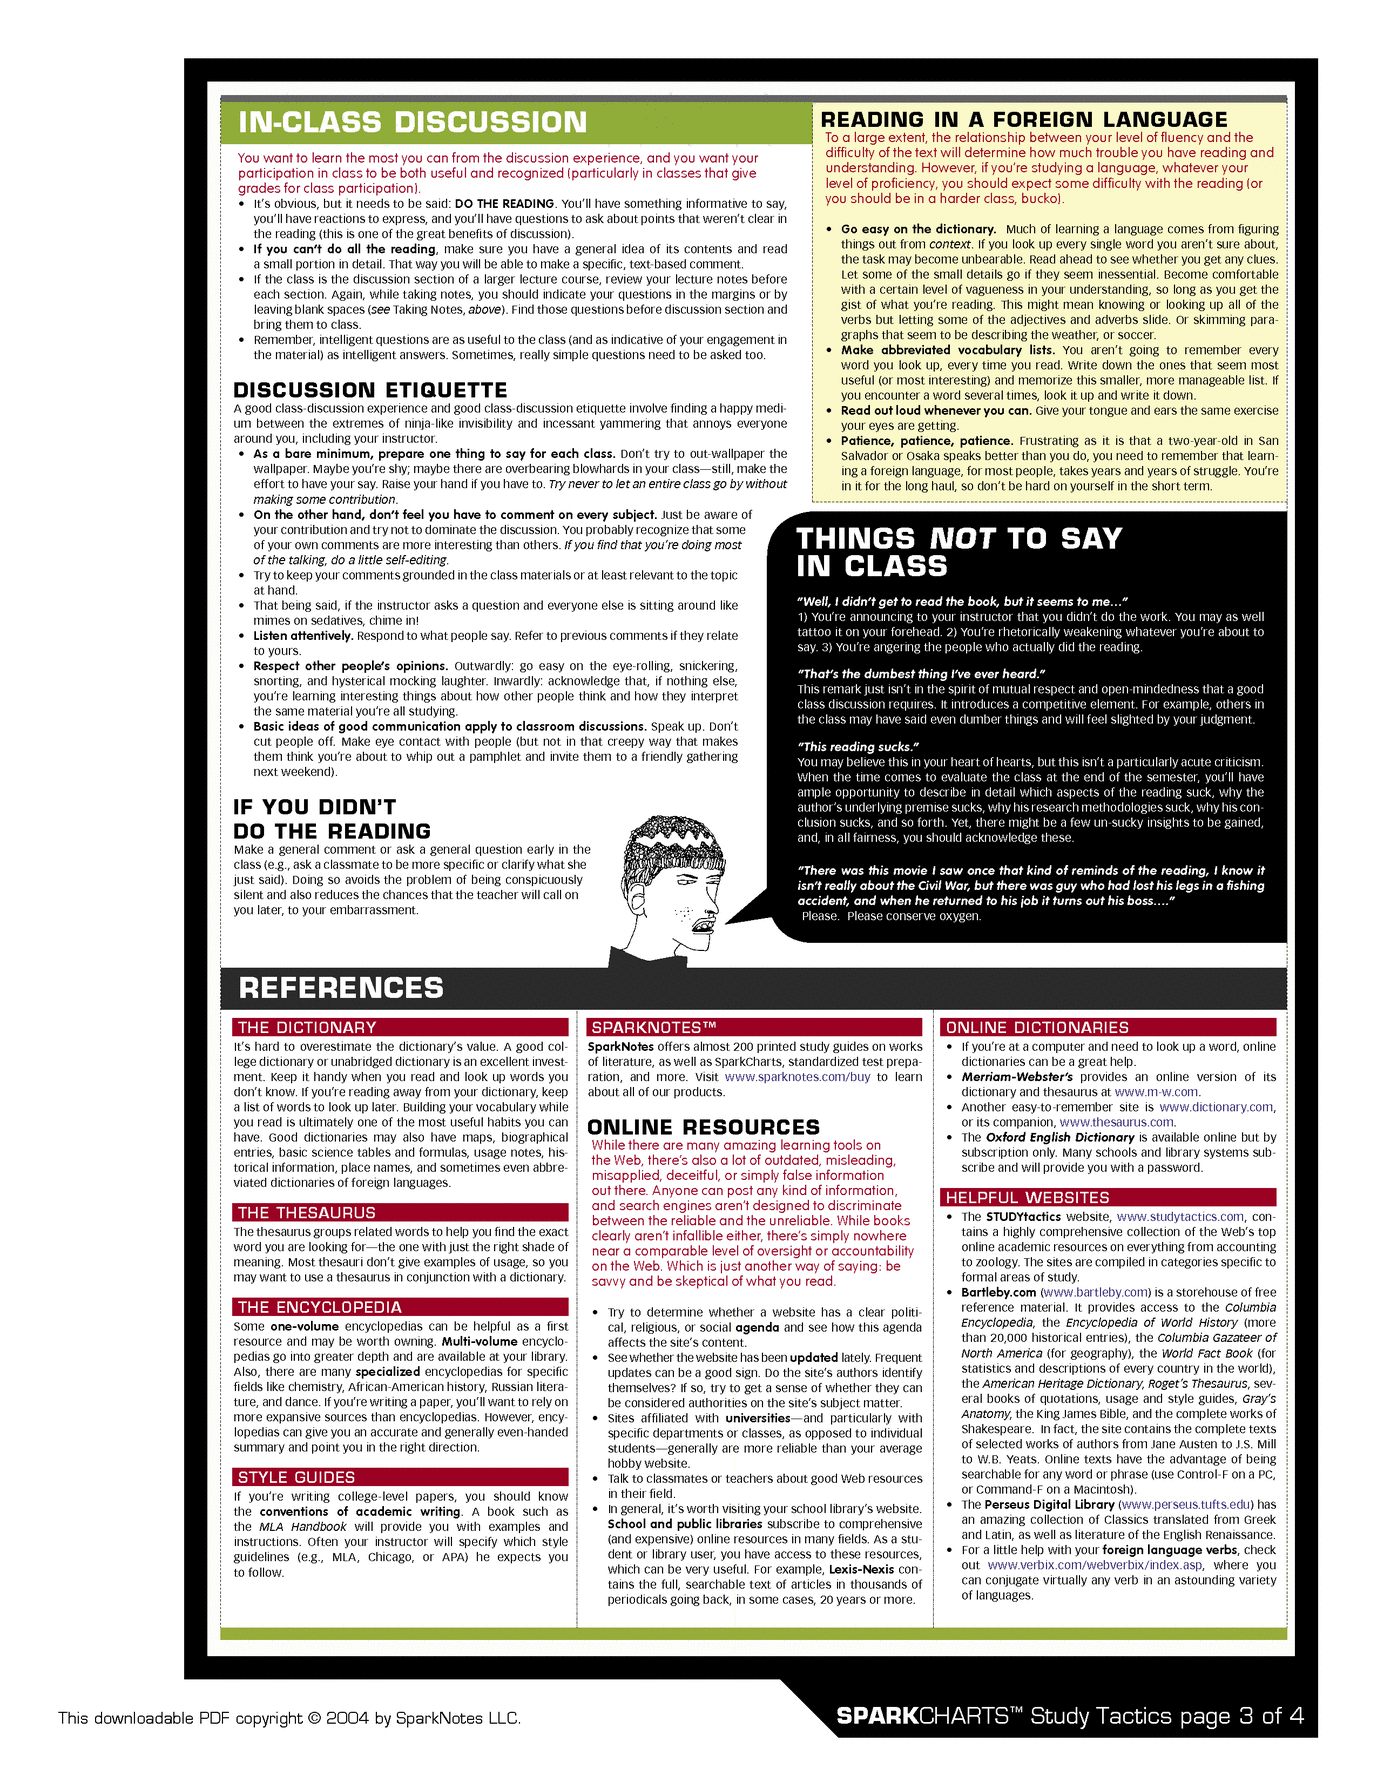 IN-CLASS DISCUSSION
You want to learn the most you can from the discussion experience, and you want your
participation in class to be both useful and recognized (particularly in classes that give
grades for class participation).
• It's obvious, but it needs to be said: DO THE READING. You'll have something informative to say,
you'll have reactions to express, and you'll have questions to ask about points that weren't clear in
the reading (this is one of the great benefits of discussion).
• If you can't do all the reading, make sure you have a general idea of its contents and read
a small portion in detail. That way you will be able to make a specific, text-based comment.
• If the class is the discussion section of a larger lecture course, review your lecture notes before
each section. Again, while taking notes, you should indicate your questions in the margins or by
leaving blank spaces (see Taking Notes, above). Find those questions before discussion section and
bring them to class.
• Remember, intelligent questions are as useful to the class (and as indicative of your engagement in
the material) as intelligent answers. Sometimes, really simple questions need to be asked too.
DISCUSSION ETIQUETTE
A good class-discussion experience and good class-discussion etiquette involve finding a happy medi-
um between the extremes of ninja-like invisibility and incessant yammering that annoys everyone
around you, including your instructor.
• As a bare minimum, prepare one thing to say for each class. Don't try to out-wallpaper the
wallpaper. Maybe you're shy; maybe there are overbearing blowhards in your class—still, make the
effort to have your say. Raise your hand if you have to. Try never to let an entire class go by without
making some contribution.
• On the other hand, don't feel you have to comment on every subject. Just be aware of
your contribution and try not to dominate the discussion. You probably recognize that some
of your own comments are more interesting than others. If you find that you're doing most
of the talking, do a little self-editing.
• Try to keep your comments grounded in the class materials or at least relevant to the topic
at hand.
• That being said, if the instructor asks a question and everyone else is sitting around like
mimes on sedatives, chime in!
• Listen attentively. Respond to what people say. Refer to previous comments if they relate
to yours.
• Respect other people's opinions. Outwardly: go easy on the eye-rolling, snickering,
snorting, and hysterical mocking laughter. Inwardly: acknowledge that, if nothing else,
you're learning interesting things about how other people think and how they interpret
the same material you're all studying.
• Basic ideas of good communication apply to classroom discussions. Speak up. Don't
cut people off. Make eye contact with people (but not in that creepy way that makes
them think you're about to whip out a pamphlet and invite them to a friendly gathering
next weekend).
IF YOU DIDN'T
DO THE READING
Make a general comment or ask a general question early in the
class (e.g., ask a classmate to be more specific or clarify what she
just said). Doing so avoids the problem of being conspicuously
silent and also reduces the chances that the teacher will call on
you later, to your embarrassment.
READING IN A FOREIGN LANGUAGE
To a large extent, the relationship between your level of fluency and the
difficulty of the text will determine how much trouble you have reading and
understanding. However, if you're studying a language, whatever your
level of proficiency, you should expect some difficulty with the reading (or
you should be in a harder class, bucko).
• Go easy on the dictionary. Much of learning a language comes from figuring
things out from context. If you look up every single word you aren't sure about,
the task may become unbearable. Read ahead to see whether you get any clues.
Let some of the small details go if they seem inessential. Become comfortable
with a certain level of vagueness in your understanding, so long as you get the
gist of what you're reading. This might mean knowing or looking up all of the
verbs but letting some of the adjectives and adverbs slide. Or skimming para-
graphs that seem to be describing the weather, or soccer.
• Make abbreviated vocabulary lists. You aren't going to remember every
word you look up, every time you read. Write down the ones that seem most
useful (or most interesting) and memorize this smaller, more manageable list. If
you encounter a word several times, look it up and write it down.
• Read out loud whenever you can. Give your tongue and ears the same exercise
your eyes are getting.
• Patience, patience, patience. Frustrating as it is that a two-year-old in San
Salvador or Osaka speaks better than you do, you need to remember that learn-
ing a foreign language, for most people, takes years and years of struggle. You're
in it for the long haul, so don't be hard on yourself in the short term.
THINGS NOT TO SAY
IN CLASS
"Well, I didn't get to read the book, but it seems to me..."
1) You're announcing to your instructor that you didn't do the work. You may as well
tattoo it on your forehead. 2) You're rhetorically weakening whatever you're about to
say. 3) You're angering the people who actually did the reading.
"That's the dumbest thing I've ever heard."
This remark just isn't in the spirit of mutual respect and open-mindedness that a good
class discussion requires. It introduces a competitive element. For example, others in
the class may have said even dumber things and will feel slighted by your judgment.
"This reading sucks."
You may believe this in your heart of hearts, but this isn't a particularly acute criticism.
When the time comes to evaluate the class at the end of the semester, you'll have
ample opportunity to describe in detail which aspects of the reading suck, why the
author's underlying premise sucks, why his research methodologies suck, why his con-
clusion sucks, and so forth. Yet, there might be a few un-sucky insights to be gained,
and, in all fairness, you should acknowledge these.
"There was this movie I saw once that kind of reminds of the reading, I know it
isn't really about the Civil War, but there was guy who had lost his legs in a fishing
accident, and when he returned to his job it turns out his boss...."
Please. Please conserve oxygen.
REFERENCES
THE DICTIONARY
It's hard to overestimate the dictionary's value. A good col-
lege dictionary or unabridged dictionary is an excellent invest-
ment. Keep it handy when you read and look up words you
don't know. If you're reading away from your dictionary, keep
a list of words to look up later. Building your vocabulary while
you read is ultimately one of the most useful habits you can
have. Good dictionaries may also have maps, biographical
entries, basic science tables and formulas, usage notes, his-
torical information, place names, and sometimes even abbre-
viated dictionaries of foreign languages.
THE THESAURUS
The thesaurus groups related words to help you find the exact
word you are looking for—the one with just the right shade of
meaning. Most thesauri don't give examples of usage, so you
may want to use a thesaurus in conjunction with a dictionary.
THE ENCYCLOPEDIA
Some one-volume encyclopedias can be helpful as a first
resource and may be worth owning. Multi-volume encyclo-
pedias go into greater depth and are available at your library.
Also, there are many specialized encyclopedias for specific
fields like chemistry, African-American history, Russian litera-
ture, and dance. If you're writing a paper, you'll want to rely on
more expansive sources than encyclopedias. However, ency-
lopedias can give you an accurate and generally even-handed
summary and point you in the right direction.
STYLE GUIDES
If you're writing college-level papers, you should know
the conventions of academic writing. A book such as
the MLA Handbook will provide you with examples and
instructions. Often your instructor will specify which style
guidelines (e.g., MLA, Chicago, or APA) he expects you
to follow.
SPARKNOTES™
SparkNotes offers almost 200 printed study guides on works
of literature, as well as SparkCharts, standardized test prepa-
ration, and more. Visit www.sparknotes.com/buy to learn
about all of our products.
ONLINE RESOURCES
While there are many amazing learning tools on
the Web, there's also a lot of outdated, misleading,
misapplied, deceitful, or simply false information
out there. Anyone can post any kind of information,
and search engines aren't designed to discriminate
between the reliable and the unreliable. While books
clearly aren't infallible either, there's simply nowhere
near a comparable level of oversight or accountability
on the Web. Which is just another way of saying: be
savvy and be skeptical of what you read.
• Try to determine whether a website has a clear politi-
cal, religious, or social agenda and see how this agenda
affects the site's content.
• See whether the website has been updated lately. Frequent
updates can be a good sign. Do the site's authors identify
themselves? If so, try to get a sense of whether they can
be considered authorities on the site's subject matter.
• Sites affiliated with universities—and particularly with
specific departments or classes, as opposed to individual
students—generally are more reliable than your average
hobby website.
• Talk to classmates or teachers about good Web resources
in their field.
• In general, it's worth visiting your school library's website.
School and public libraries subscribe to comprehensive
(and expensive) online resources in many fields. As a stu-
dent or library user, you have access to these resources,
which can be very useful. For example, Lexis-Nexis con-
tains the full, searchable text of articles in thousands of
periodicals going back, in some cases, 20 years or more.
ONLINE DICTIONARIES
• If you're at a computer and need to look up a word, online
dictionaries can be a great help.
• Merriam-Webster's provides an online version of its
dictionary and thesaurus at www.m-w.com.
• Another easy-to-remember site is www.dictionary.com,
or its companion, www.thesaurus.com.
• The Oxford English Dictionary is available online but by
subscription only. Many schools and library systems sub-
scribe and will provide you with a password.
HELPFUL WEBSITES
• The STUDYtactics website, www.studytactics.com, con-
tains a highly comprehensive collection of the Web's top
online academic resources on everything from accounting
to zoology. The sites are compiled in categories specific to
formal areas of study.
• Bartleby.com (www.bartleby.com) is a storehouse of free
reference material. It provides access to the Columbia
Encyclopedia, the Encyclopedia of World History (more
than 20,000 historical entries), the Columbia Gazateer of
North America (for geography), the World Fact Book (for
statistics and descriptions of every country in the world),
the American Heritage Dictionary, Roget's Thesaurus, sev-
eral books of quotations, usage and style guides, Gray's
Anatomy, the King James Bible, and the complete works of
Shakespeare. In fact, the site contains the complete texts
of selected works of authors from Jane Austen to J.S. Mill
to W.B. Yeats. Online texts have the advantage of being
searchable for any word or phrase (use Control-F on a PC,
or Command-F on a Macintosh).
• The Perseus Digital Library (www.perseus.tufts.edu) has
an amazing collection of Classics translated from Greek
and Latin, as well as literature of the English Renaissance.
• For a little help with your foreign language verbs, check
out www.verbix.com/webverbix/index.asp, where you
can conjugate virtually any verb in an astounding variety
of languages.
This downloadable PDF copyright © 2004 by SparkNotes LLC.
SPARKCHARTS™ Study Tactics page 3 of 4